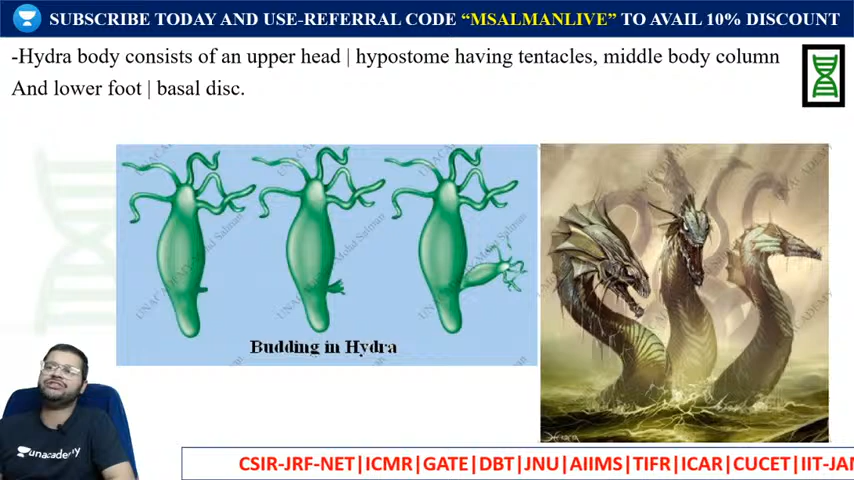 SUBSCRIBE TODAY AND USE-REFERRAL CODE “MSALMANLIVE” TO AVAIL 10% DISCOUNT
-Hydra body consists of an upper head | hypostome having tentacles, middle body column
And lower foot | basal disc.
Budding in Hydra
unacademy
CSIR-JRF-NET|ICMR|GATE|DBT|JNU|AIIMS|TIFR|ICAR|CUCET|IIT-JA